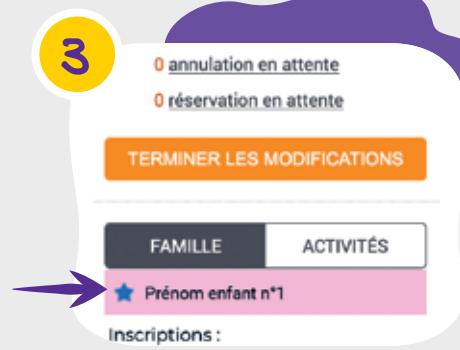 3
0 annulation en attente
0 réservation en attente
TERMINER LES MODIFICATIONS
FAMILLE ACTIVITÉS
Prénom enfant n°1
Inscriptions :